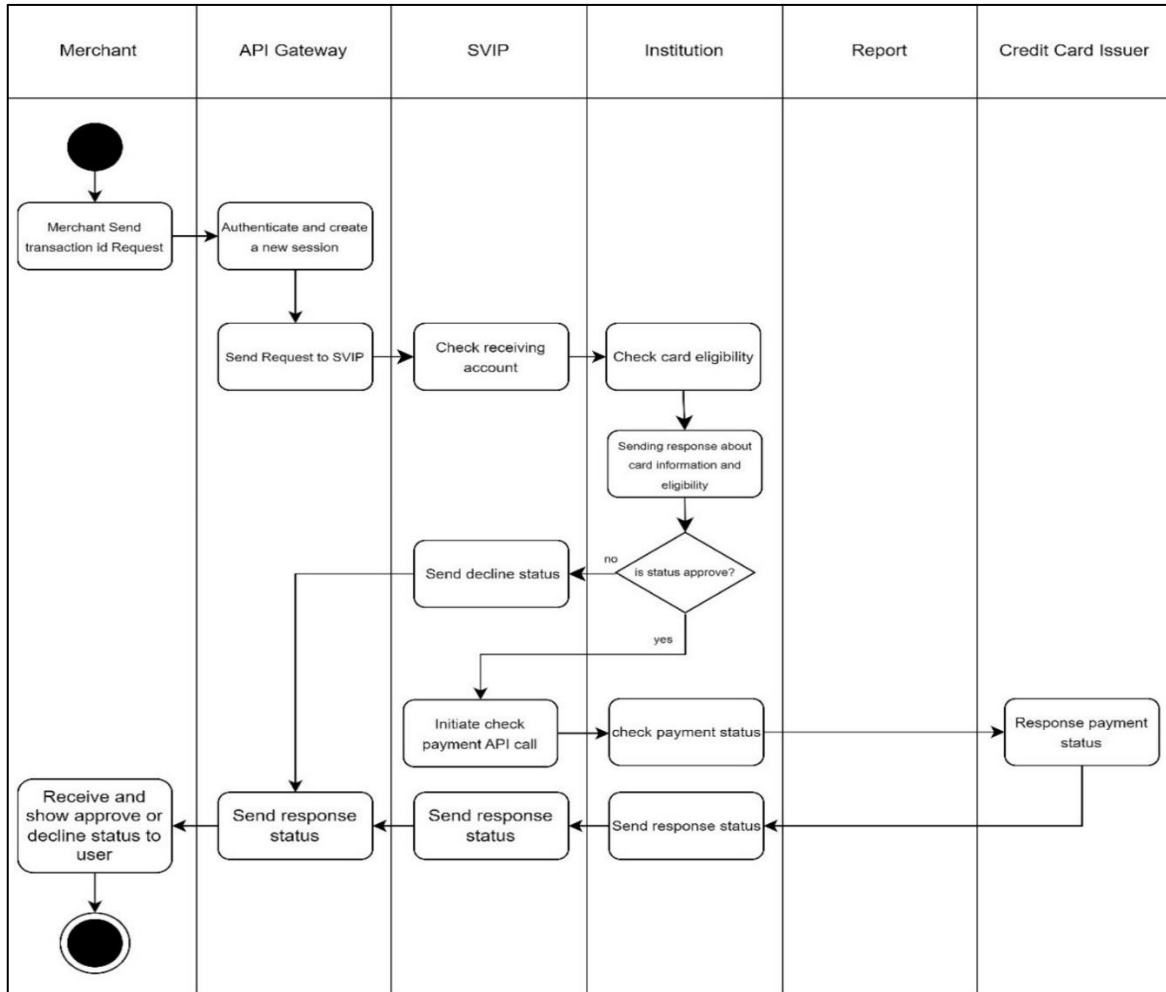 Merchant
API Gateway
SVIP
Institution
Report
Credit Card Issuer
Merchant Send
transaction id Request
Authenticate and create
a new session
Send Request to SVIP
Check receiving
account
Check card eligibility
Sending response about
card information and
eligibility
is status approve?
no
Send decline status
yes
Initiate check
payment API call
check payment status
Response payment
status
Send response status
Send response
status
Send response
status
Receive and
show approve or
decline status to
user